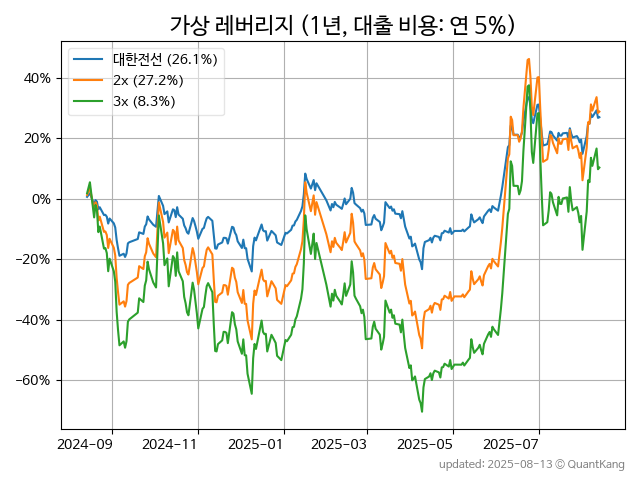 가상 레버리지 (1년, 대출 비용: 연 5%)
대한전선 (26.1%)
2x (27.2%)
3x (8.3%)
40%
20%
0%
−20%
−40%
−60%
2024-09
2024-11
2025-01
2025-03
2025-05
2025-07
updated: 2025-08-13 © QuantKang